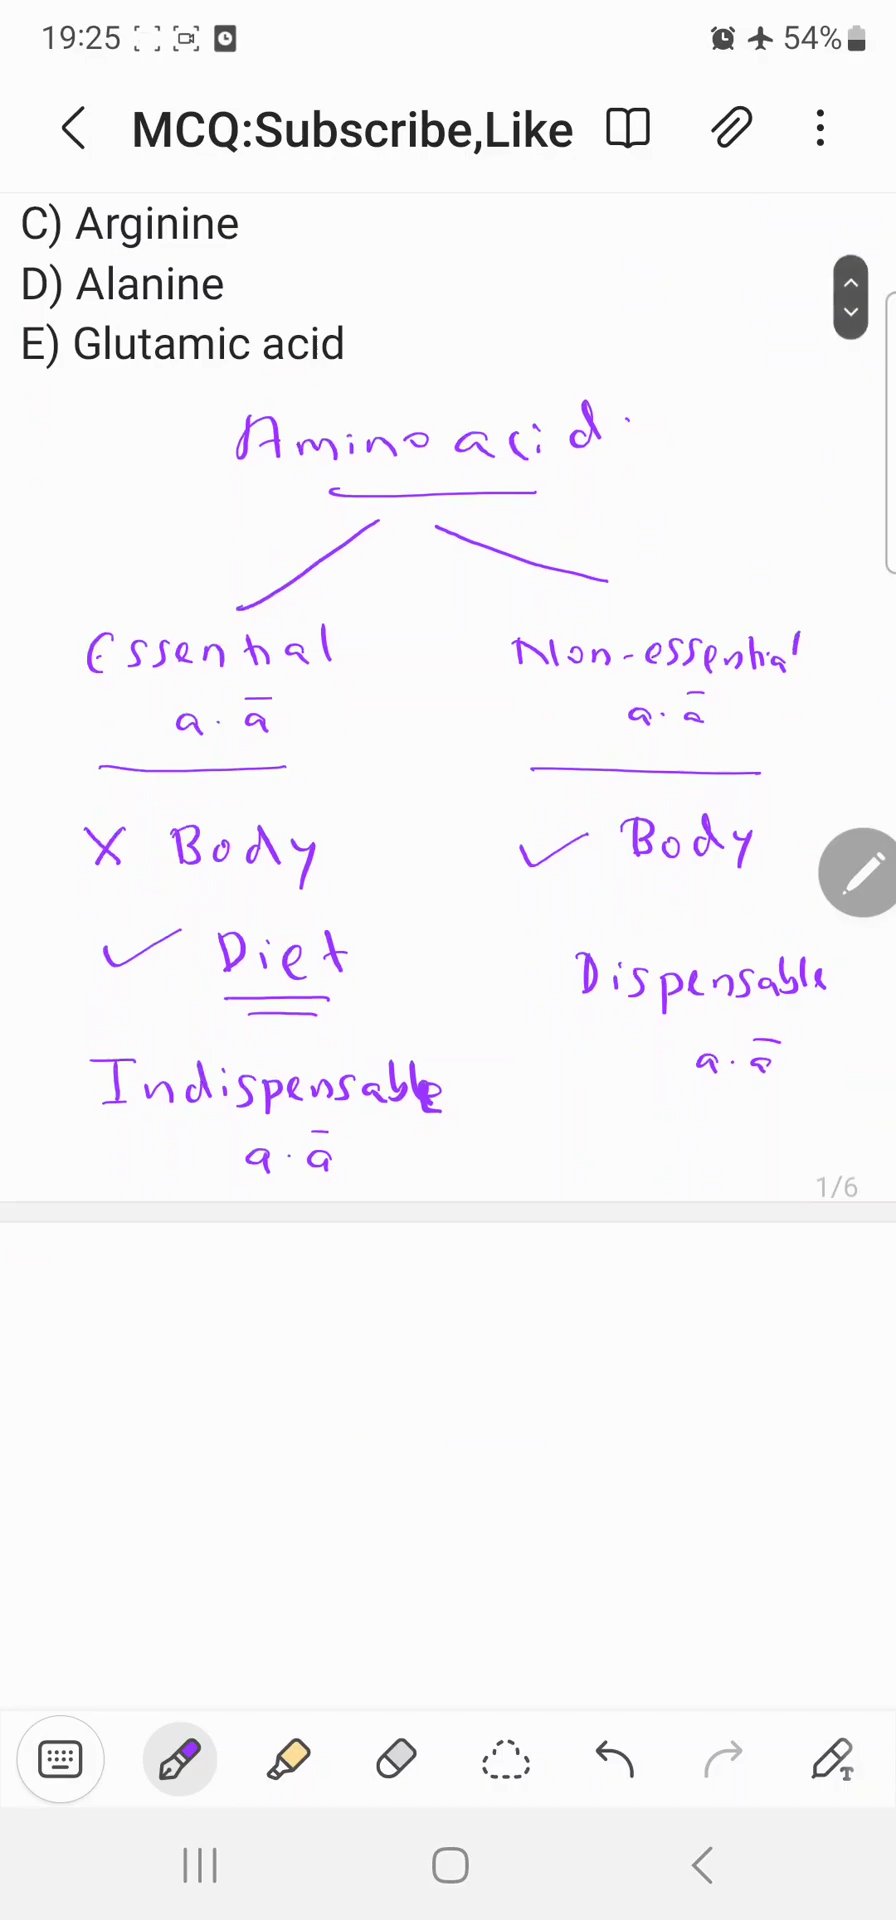 19:25 54%
MCQ:Subscribe,Like
C) Arginine
D) Alanine
E) Glutamic acid
Amino acid.
Essential Non-essential
a. a̅ a. a̅
X Body ✓ Body
✓ Diet Dispensable
a. a̅
Indispensable
a. a̅
1/6
T